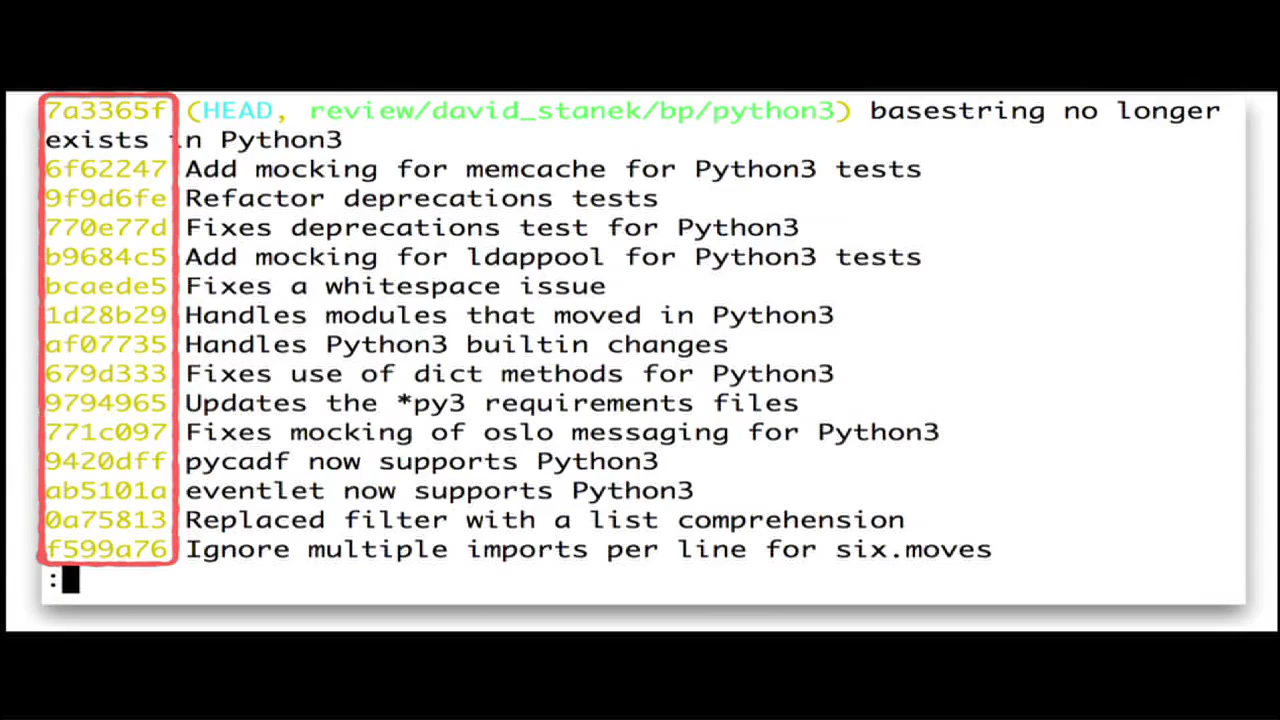 7a3365f (HEAD, review/david_stanek/bp/python3) basestring no longer
exists in Python3
6f62247 Add mocking for memcache for Python3 tests
9f9d6fe Refactor deprecations tests
770e77d Fixes deprecations test for Python3
b9684c5 Add mocking for ldappool for Python3 tests
bcaede5 Fixes a whitespace issue
1d28b29 Handles modules that moved in Python3
af07735 Handles Python3 builtin changes
679d333 Fixes use of dict methods for Python3
9794965 Updates the *py3 requirements files
771c097 Fixes mocking of oslo messaging for Python3
9420dff pycadf now supports Python3
ab5101a eventlet now supports Python3
0a75813 Replaced filter with a list comprehension
f599a76 Ignore multiple imports per line for six.moves
: